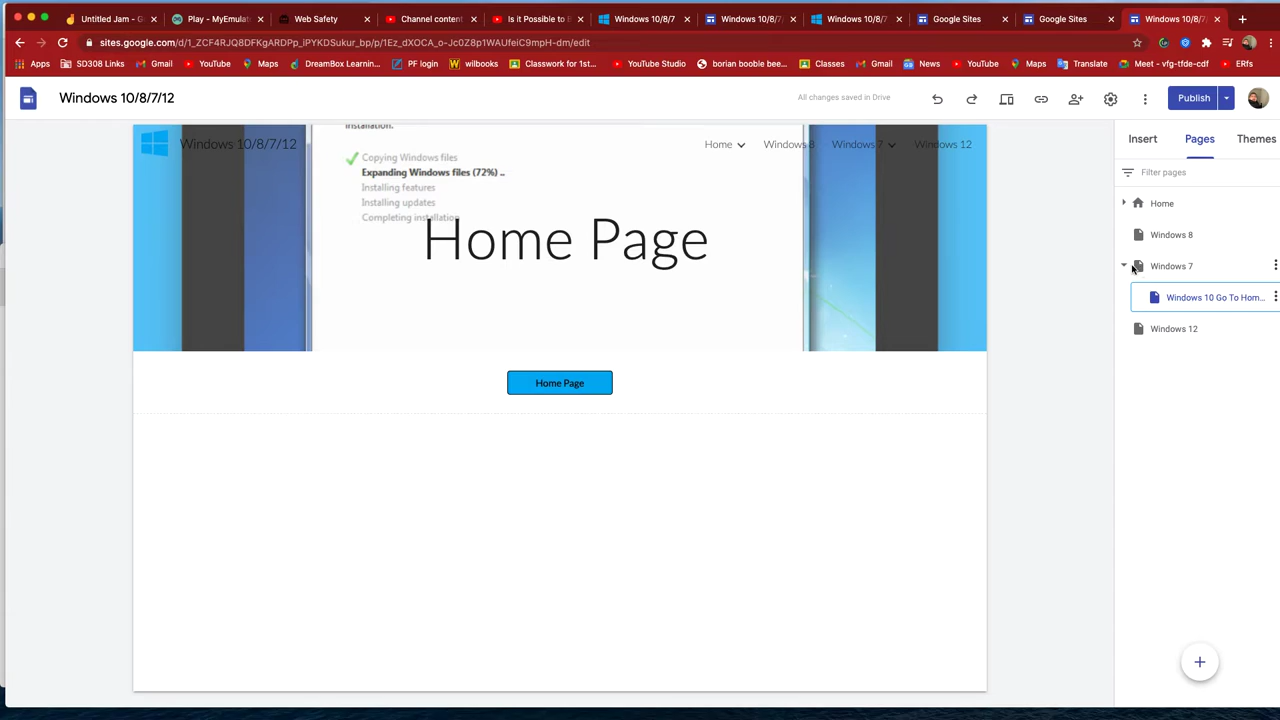 Untitled Jam - G
Play - MyEmulat
Web Safety
Channel content
Is it Possible to
Windows 10/8/7
Windows 10/8/7
Windows 10/8/7
Google Sites
Google Sites
Windows 10/8/7
sites.google.com/d/1_ZCF4RJQ8DFKgARDPp_iPYKDSukur_bp/p/1Ez_dXOCA_o-Jc0Z8p1WAUfeiC9mpH-dm/edit
Apps
SD308 Links
Gmail
YouTube
Maps
DreamBox Learnin...
PF login
wilbooks
Classwork for 1st...
YouTube Studio
borian booble bee...
Classes
Gmail
News
YouTube
Maps
Translate
Meet - vfg-tfde-cdf
ERfs
Windows 10/8/7/12
All changes saved in Drive
Publish
Insert
Pages
Themes
Filter pages
Home
Windows 8
Windows 7
Windows 10 Go To Hom...
Windows 12
Windows 10/8/7/12
Home
Windows 8
Windows 7
Windows 12
installation.
Copying Windows files
Expanding Windows files (72%) ..
Installing features
Installing updates
Completing installation
Home Page
Home Page